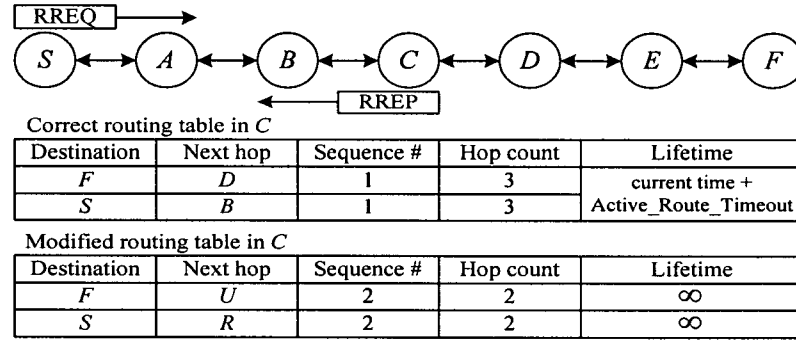 RREQ
S A B C D E F
RREP
Correct routing table in C
Destination Next hop Sequence # Hop count Lifetime
F D 1 3 current time +
S B 1 3 Active_Route_Timeout
Modified routing table in C
Destination Next hop Sequence # Hop count Lifetime
F U 2 2 ∞
S R 2 2 ∞